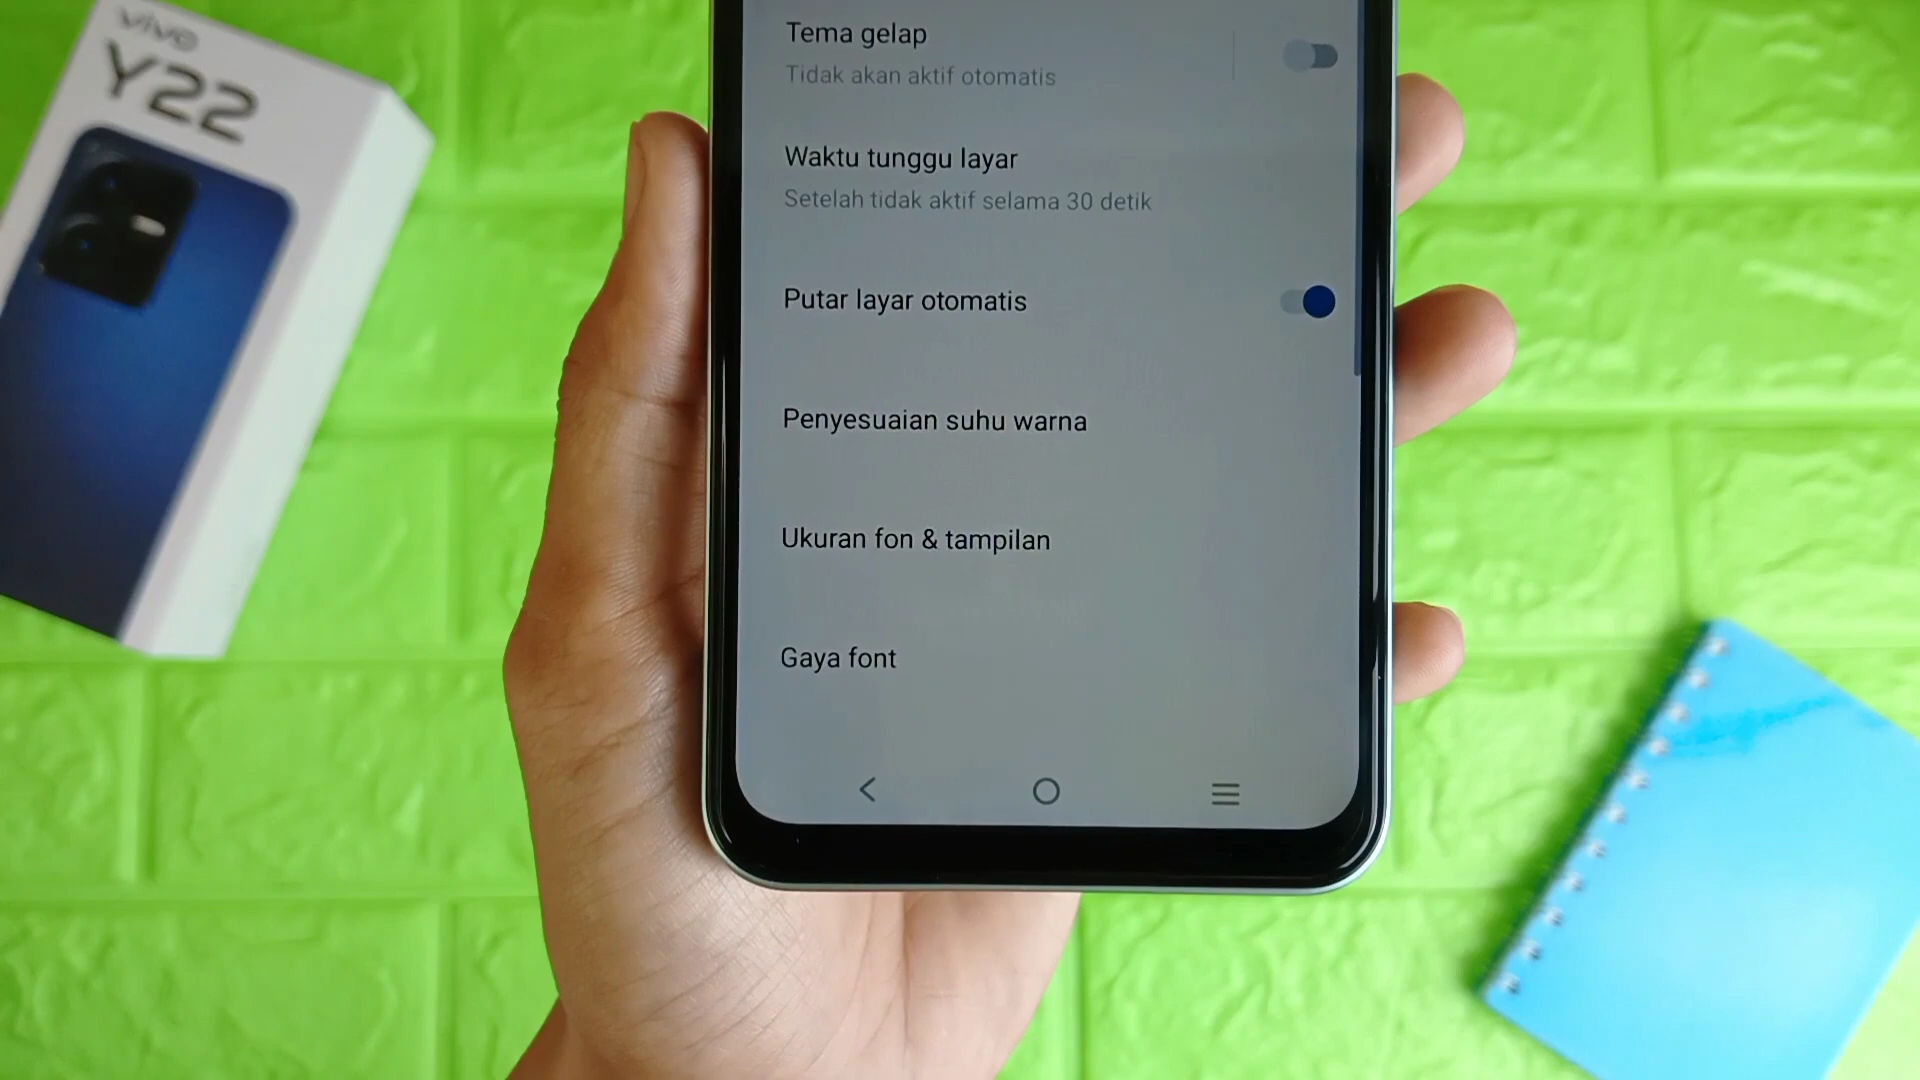 vivo
Y22
Tema gelap
Tidak akan aktif otomatis
Waktu tunggu layar
Setelah tidak aktif selama 30 detik
Putar layar otomatis
Penyesuaian suhu warna
Ukuran fon & tampilan
Gaya font